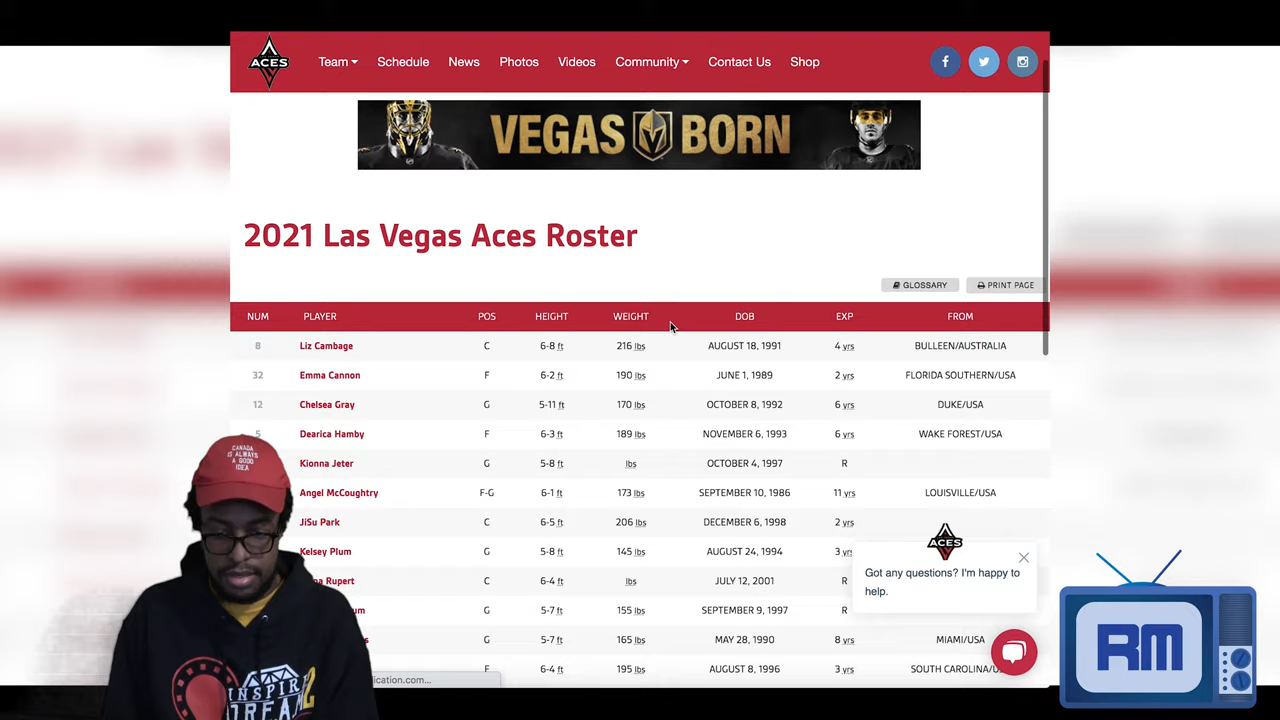 ACES Team Schedule News Photos Videos Community Contact Us Shop
VEGAS BORN
2021 Las Vegas Aces Roster
GLOSSARY PRINT PAGE
NUM PLAYER POS HEIGHT WEIGHT DOB EXP FROM
8 Liz Cambage C 6-8 ft 216 lbs AUGUST 18, 1991 4 yrs BULLEEN/AUSTRALIA
32 Emma Cannon F 6-2 ft 190 lbs JUNE 1, 1989 2 yrs FLORIDA SOUTHERN/USA
12 Chelsea Gray G 5-11 ft 170 lbs OCTOBER 8, 1992 6 yrs DUKE/USA
5 Dearica Hamby F 6-3 ft 189 lbs NOVEMBER 6, 1993 6 yrs WAKE FOREST/USA
Kionna Jeter G 5-8 ft lbs OCTOBER 4, 1997 R
Angel McCoughtry F-G 6-1 ft 173 lbs SEPTEMBER 10, 1986 11 yrs LOUISVILLE/USA
JiSu Park C 6-5 ft 206 lbs DECEMBER 6, 1998 2 yrs
Kelsey Plum G 5-8 ft 145 lbs AUGUST 24, 1994 3 yrs
Rupert C 6-4 ft lbs JULY 12, 2001 R
G 5-7 ft 155 lbs SEPTEMBER 9, 1997 R
G 5-7 ft 165 lbs MAY 28, 1990 8 yrs MIAMI/USA
F 6-4 ft 195 lbs AUGUST 8, 1996 3 yrs SOUTH CAROLINA/U
ACES
Got any questions? I'm happy to
help.
ication.com...
CANADA
IS ALWAYS
A GOOD
IDEA
INSPIRE
DREAM
RM